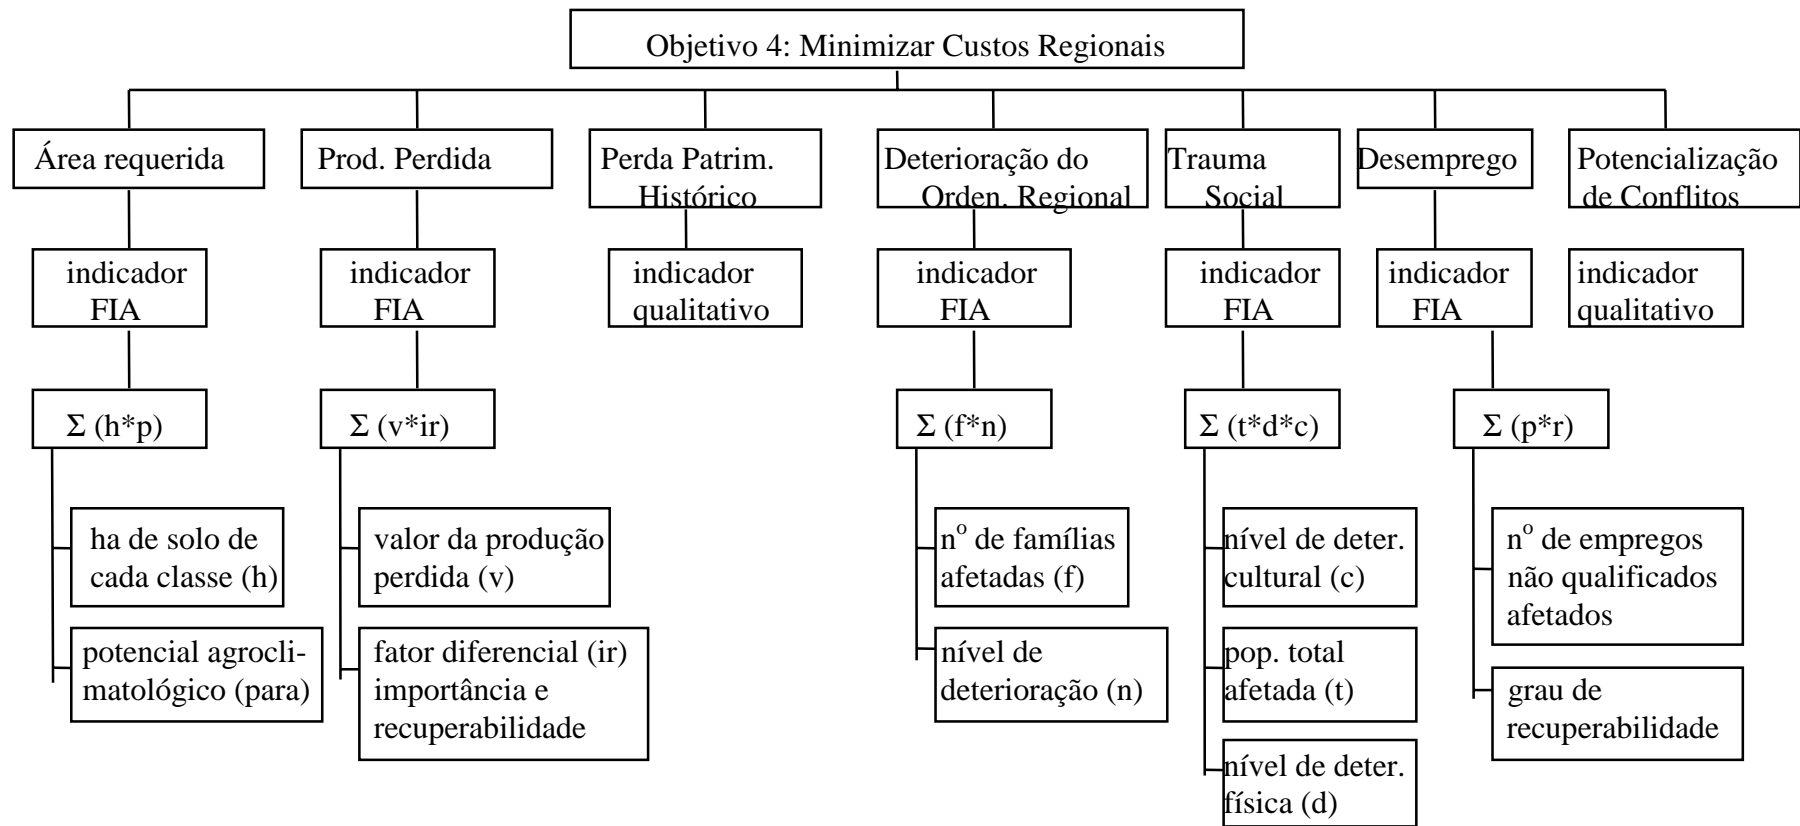 Objetivo 4: Minimizar Custos Regionais
Área requerida
Prod. Perdida
Perda Patrim.
Histórico
Deterioração do
Orden. Regional
Trauma
Social
Desemprego
Potencialização
de Conflitos
indicador
FIA
indicador
FIA
indicador
qualitativo
indicador
FIA
indicador
FIA
indicador
FIA
indicador
qualitativo
Σ (h*p)
Σ (v*ir)
Σ (f*n)
Σ (t*d*c)
Σ (p*r)
ha de solo de
cada classe (h)
potencial agrocli-
matológico (para)
valor da produção
perdida (v)
fator diferencial (ir)
importância e
recuperabilidade
nº de famílias
afetadas (f)
nível de
deterioração (n)
nível de deter.
cultural (c)
pop. total
afetada (t)
nível de deter.
física (d)
nº de empregos
não qualificados
afetados
grau de
recuperabilidade